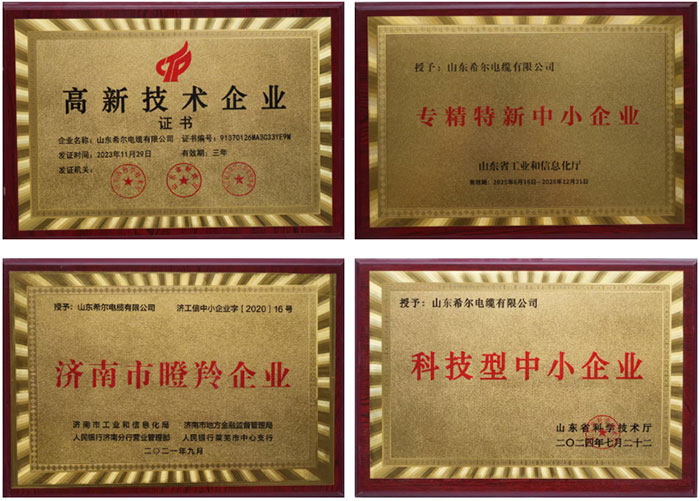 高新技术企业
证书
企业名称：山东希尔电缆有限公司 证书编号：91370126MA3C33YE9W
发证时间：2023年11月29日 有效期：三年
发证机关：
授予：山东希尔电缆有限公司
专精特新中小企业
山东省工业和信息化厅
授予：山东希尔电缆有限公司 济工信中小企业字［2020］16号
济南市瞪羚企业
济南市工业和信息化局 济南市地方金融监督管理局
人民银行济南分行营业管理部 人民银行莱芜市中心支行
二〇二一年九月
授予：山东希尔电缆有限公司
科技型中小企业
山东省科学技术厅
二〇二四年七月二十二